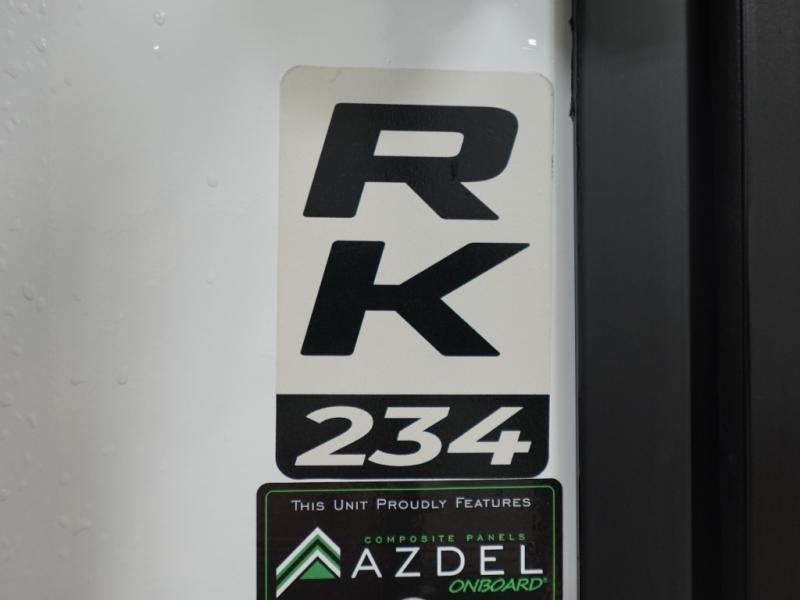 R
K
234
THIS UNIT PROUDLY FEATURES
COMPOSITE PANELS
AZDEL
ONBOARD®